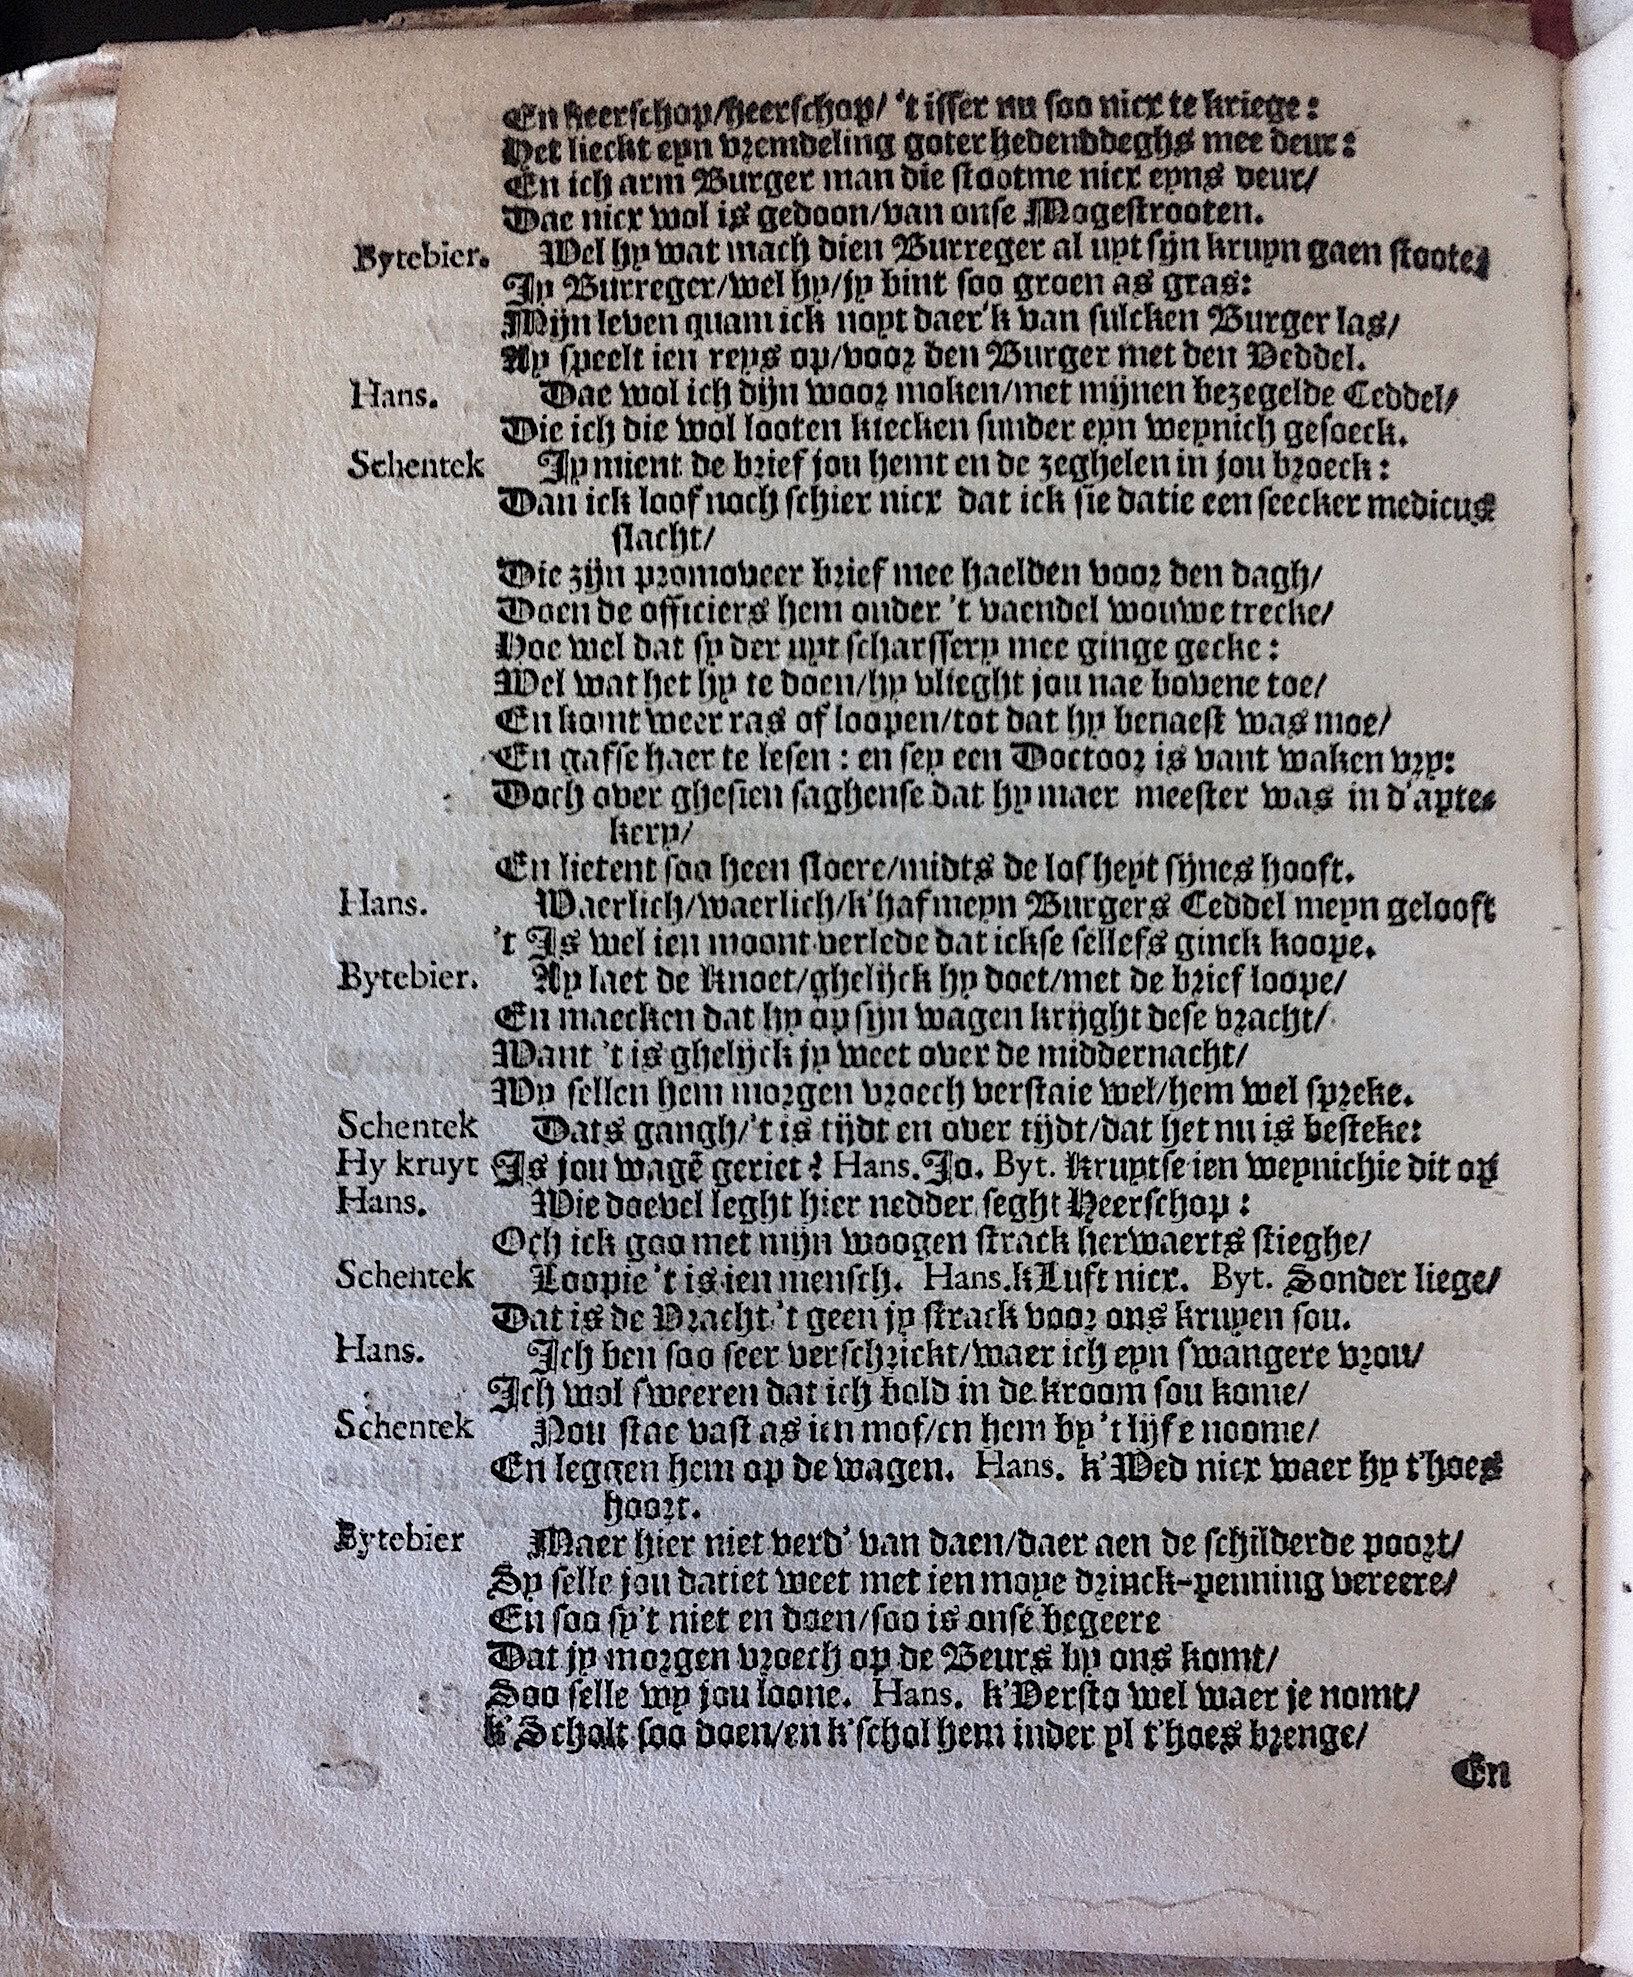 En heerschop/heerschop/ 't isser nu soo nicx te kriege:
Het lieckt eyn vremdeling goter hedenddeghs mee deur:
En ich arm Burger man die stootme nicx eyns veur/
Dae nicx wol is gedoon/van onse Mogestrooten.
Bytebier. Wel hy wat mach dien Burreger al uyt sijn kruyn gaen stoote;
Jy Burreger/wel hy/jy bint soo groen as gras:
Mijn leven quam ick noyt daer'k van sulcken Burger las/
Ay speelt ien reys op/voor den Burger met den Veddel.
Hans. Dae wol ich dijn woor moken/met mijnen bezegelde Ceddel/
Die ich die wol looten kiecken sunder eyn weynich gesoeck.
Schentek Jy mient de brief jou hemt en de zeghelen in jou broeck:
Dan ick loof noch schier nicx dat ick sie datie een seecker medicus
slacht/
Die zijn promoveer brief mee haelden voor den dagh/
Doen de officiers hem onder 't vaendel wouwe trecke/
Hoe wel dat sy der uyt scharssery mee ginge gecke:
Wel wat het hy te doen/hy vlieght jou nae bovene toe/
En komt weer ras of loopen/tot dat hy benaest was moe/
En gafse haer te lesen: en sey een Doctoor is vant waken vry:
Doch over ghesien saghense dat hy maer meester was in d'apte-
kery/
En lietent soo heen sloere/midts de lof heyt sijnes hooft.
Hans. Waerlich/waerlich/k'haf meyn Burgers Ceddel meyn gelooft
't Is wel ien moont verlede dat ickse sellefs ginck koope.
Bytebier. Ay laet de knoet/ghelijck hy doet/met de brief loope/
En maecken dat hy op sijn wagen krijght dese vracht/
Want 't is ghelijck jy weet over de middernacht/
Wy sellen hem morgen vroech verstaie wel/hem wel spreke.
Schentek Dats gangh/'t is tijdt en over tijdt/dat het nu is besteke:
Hy kruyt Is jou wagē geriet? Hans. Jo. Byt. Kruytse ien weynichie dit op
Hans. Wie doevel leght hier nedder seght Heerschop:
Och ick goo met mijn woogen strack herwaerts stieghe/
Schentek Loopie 't is ien mensch. Hans. k Luft nicx. Byt. Sonder liege/
Dat is de Vracht 't geen jy strack voor ons kruyen sou.
Hans. Ich ben soo seer verschrickt/waer ich eyn swangere vrou/
Ich wol sweeren dat ich bold in de kroom sou kome/
Schentek Nou stae vast as ien mof/en hem by 't lijf e noome/
En leggen hem op de wagen. Hans. k'Wed nicx waer hy t'hoes
hoort.
Bytebier Maer hier niet verd' van daen/daer aen de schilderde poort/
Sy selle jou datiet weet met ien moye drinck-penning vereere/
En soo sy't niet en doen/soo is onse begeere
Dat jy morgen vroech op de Beurs by ons komt/
Soo selle wy jou loone. Hans. k'Versto wel waer je nomt/
k'Scholt soo doen/en k'schol hem inder yl t'hoes brenge/
En